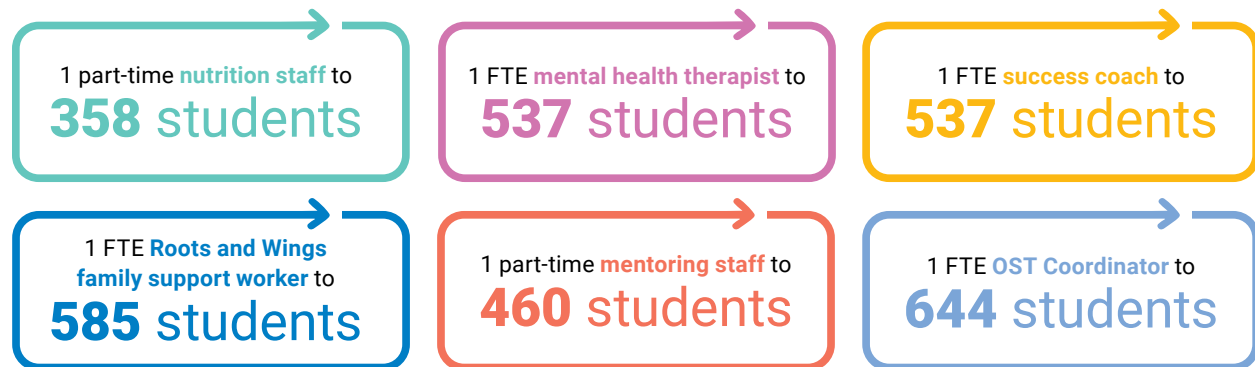 1 part-time nutrition staff to
358 students
1 FTE mental health therapist to
537 students
1 FTE success coach to
537 students
1 FTE Roots and Wings
family support worker to
585 students
1 part-time mentoring staff to
460 students
1 FTE OST Coordinator to
644 students